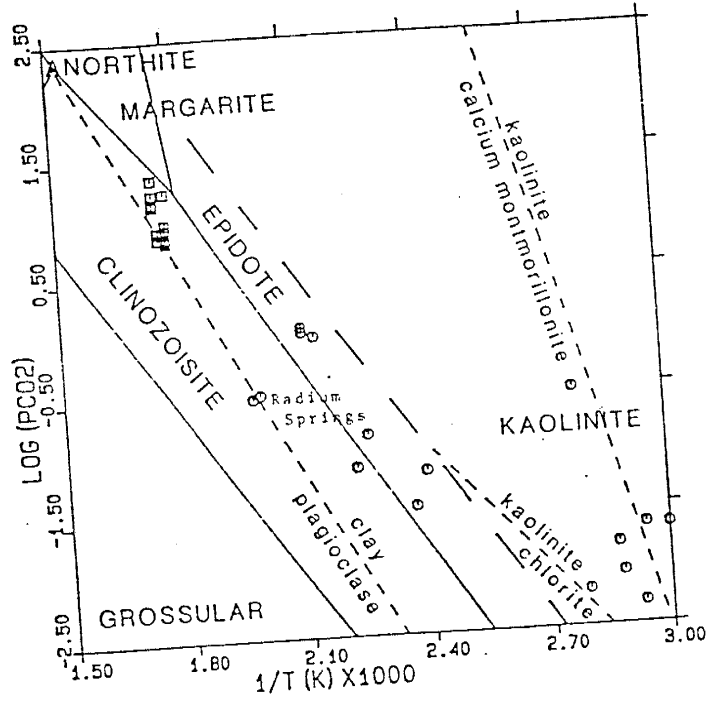 2.50
ANORTHITE
MARGARITE
1.50
EPIDOTE
kaolinite
calcium montmorillonite
0.50
CLINOZOISITE
LOG (PCO2)
-0.50
Radium
Springs
KAOLINITE
-1.50
clay
plagioclase
kaolinite
chlorite
GROSSULAR
-2.50
1.50
1.80
2.10
2.40
2.70
3.00
1/T (K) X1000